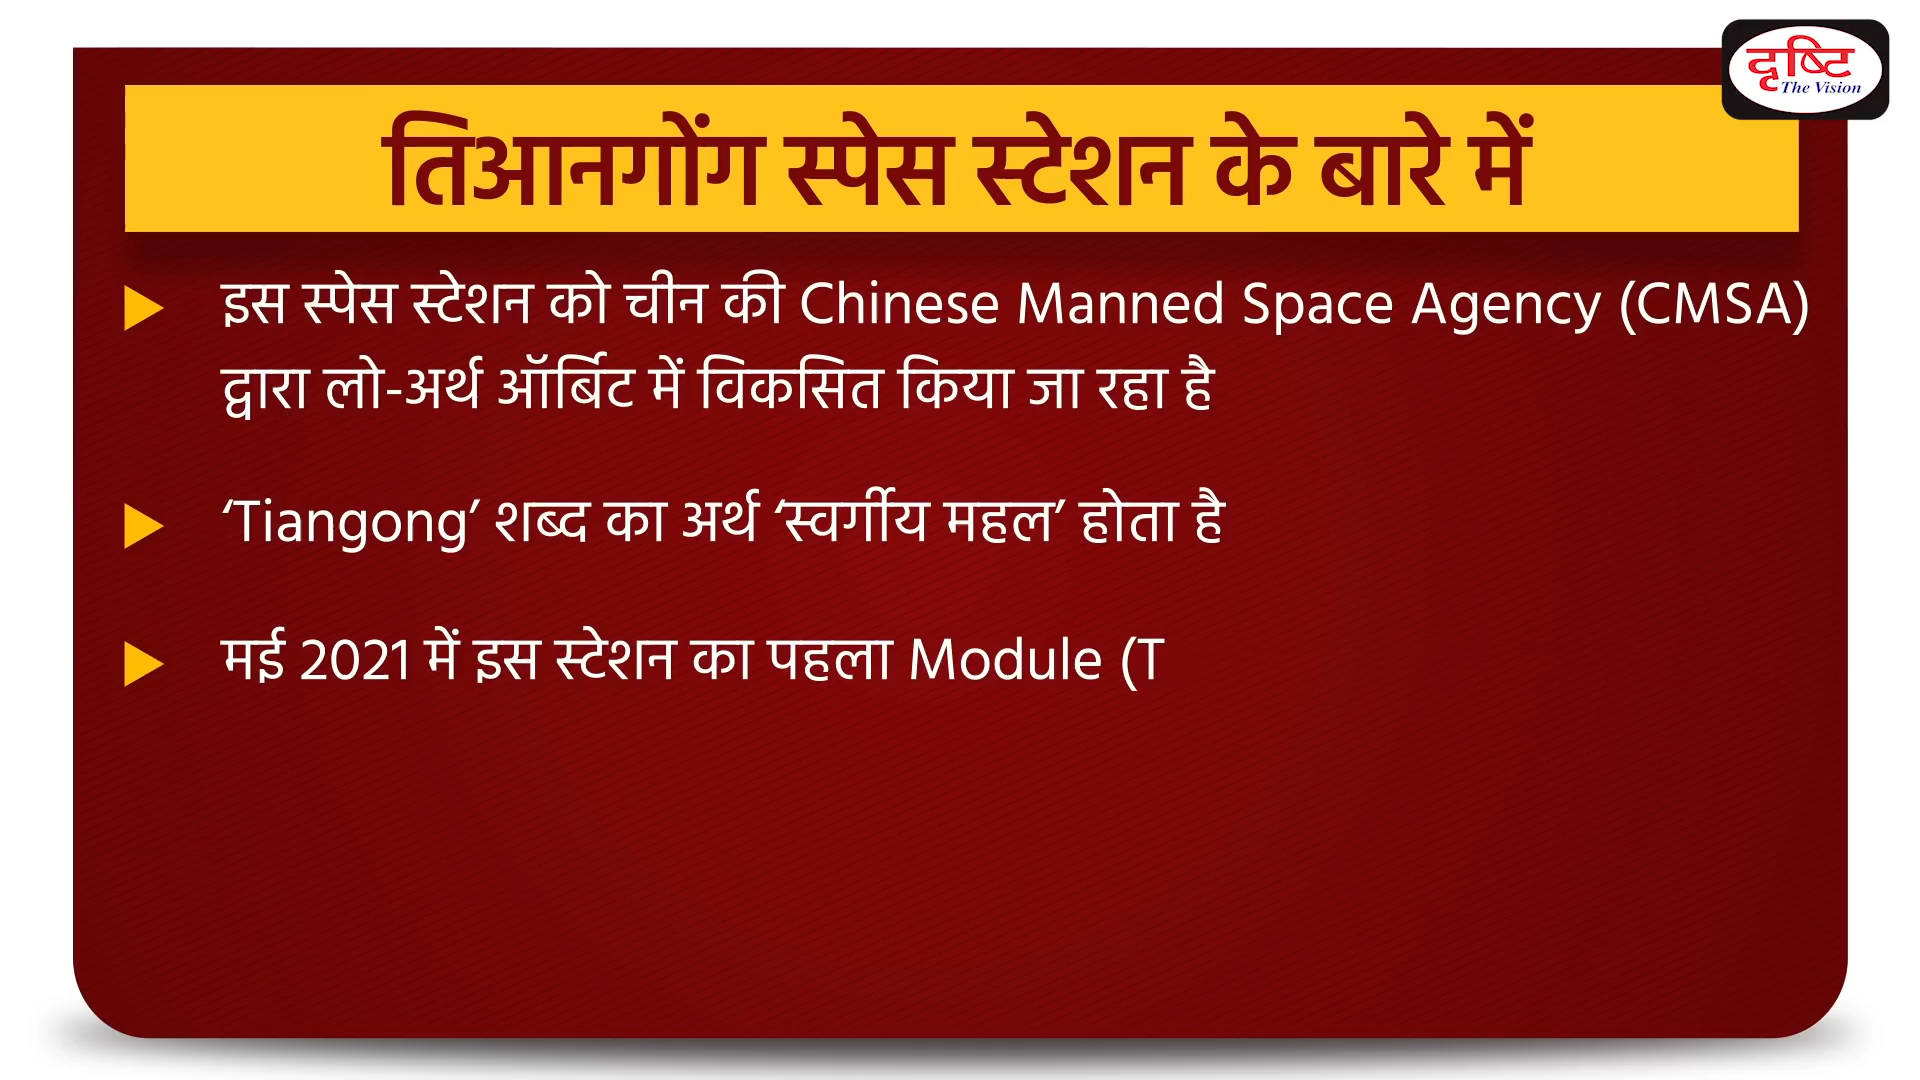 दृष्टि
The Vision
तिआनगोंग स्पेस स्टेशन के बारे में
इस स्पेस स्टेशन को चीन की Chinese Manned Space Agency (CMSA)
द्वारा लो-अर्थ ऑर्बिट में विकसित किया जा रहा है
‘Tiangong’ शब्द का अर्थ ‘स्वर्गीय महल’ होता है
मई 2021 में इस स्टेशन का पहला Module (T